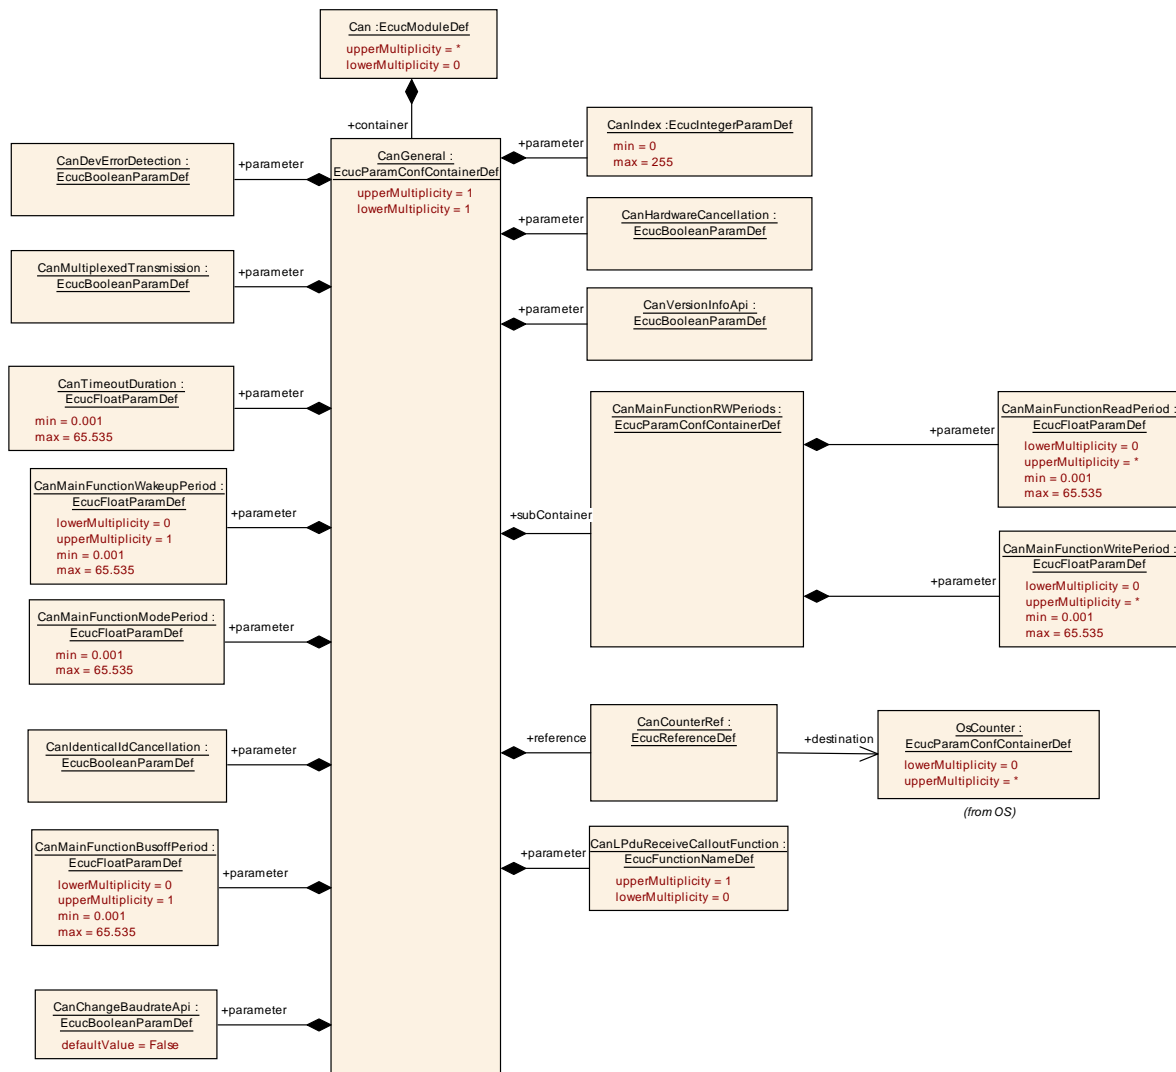 Can :EcucModuleDef
upperMultiplicity = *
lowerMultiplicity = 0
+container
CanGeneral :
EcucParamConfContainerDef
upperMultiplicity = 1
lowerMultiplicity = 1
CanDevErrorDetection :
EcucBooleanParamDef
+parameter
CanMultiplexedTransmission :
EcucBooleanParamDef
+parameter
CanTimeoutDuration :
EcucFloatParamDef
min = 0.001
max = 65.535
+parameter
CanMainFunctionWakeupPeriod :
EcucFloatParamDef
lowerMultiplicity = 0
upperMultiplicity = 1
min = 0.001
max = 65.535
+parameter
CanMainFunctionModePeriod :
EcucFloatParamDef
min = 0.001
max = 65.535
+parameter
CanIdenticalIdCancellation :
EcucBooleanParamDef
+parameter
CanMainFunctionBusoffPeriod :
EcucFloatParamDef
lowerMultiplicity = 0
upperMultiplicity = 1
min = 0.001
max = 65.535
+parameter
CanChangeBaudrateApi :
EcucBooleanParamDef
defaultValue = False
+parameter
+parameter
CanIndex :EcucIntegerParamDef
min = 0
max = 255
+parameter
CanHardwareCancellation :
EcucBooleanParamDef
+parameter
CanVersionInfoApi :
EcucBooleanParamDef
+subContainer
CanMainFunctionRWPeriods :
EcucParamConfContainerDef
+parameter
CanMainFunctionReadPeriod :
EcucFloatParamDef
lowerMultiplicity = 0
upperMultiplicity = *
min = 0.001
max = 65.535
+parameter
CanMainFunctionWritePeriod :
EcucFloatParamDef
lowerMultiplicity = 0
upperMultiplicity = *
min = 0.001
max = 65.535
+reference
CanCounterRef :
EcucReferenceDef
+destination
OsCounter :
EcucParamConfContainerDef
lowerMultiplicity = 0
upperMultiplicity = *
(from OS)
+parameter
CanLPduReceiveCalloutFunction :
EcucFunctionNameDef
upperMultiplicity = 1
lowerMultiplicity = 0